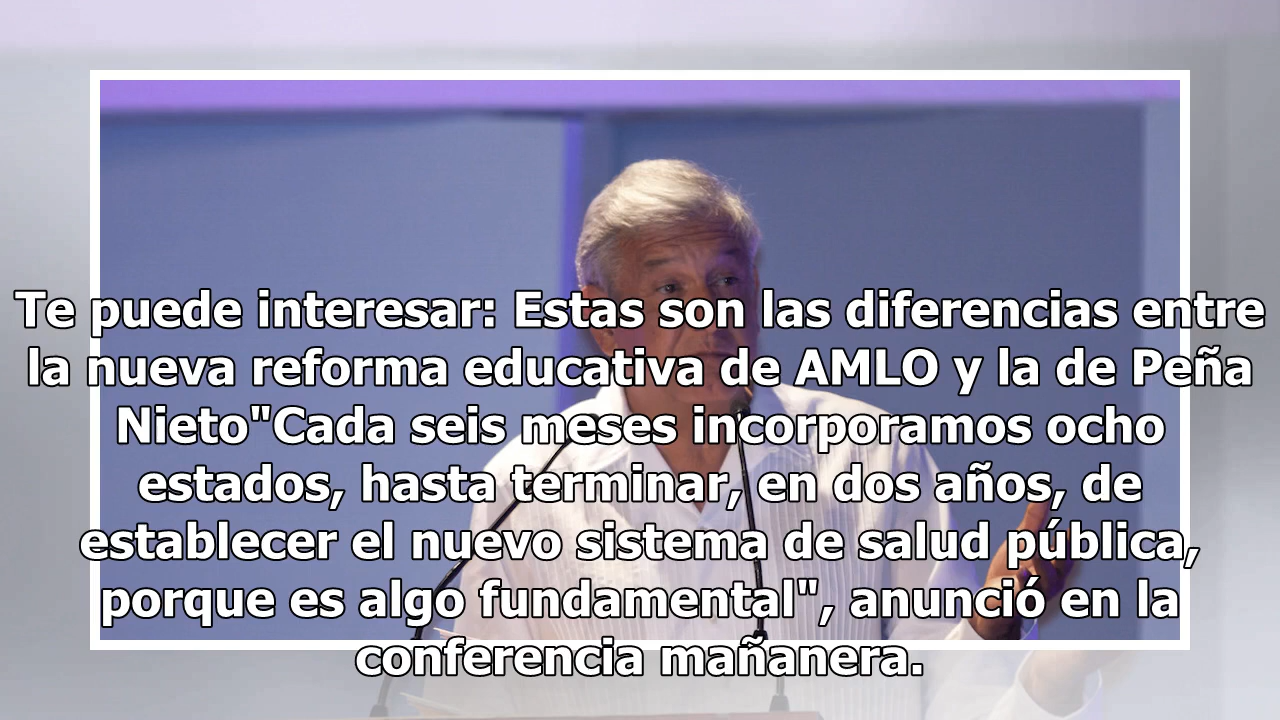 Te puede interesar: Estas son las diferencias entre
la nueva reforma educativa de AMLO y la de Peña
Nieto"Cada seis meses incorporamos ocho
estados, hasta terminar, en dos años, de
establecer el nuevo sistema de salud pública,
porque es algo fundamental", anunció en la
conferencia mañanera.